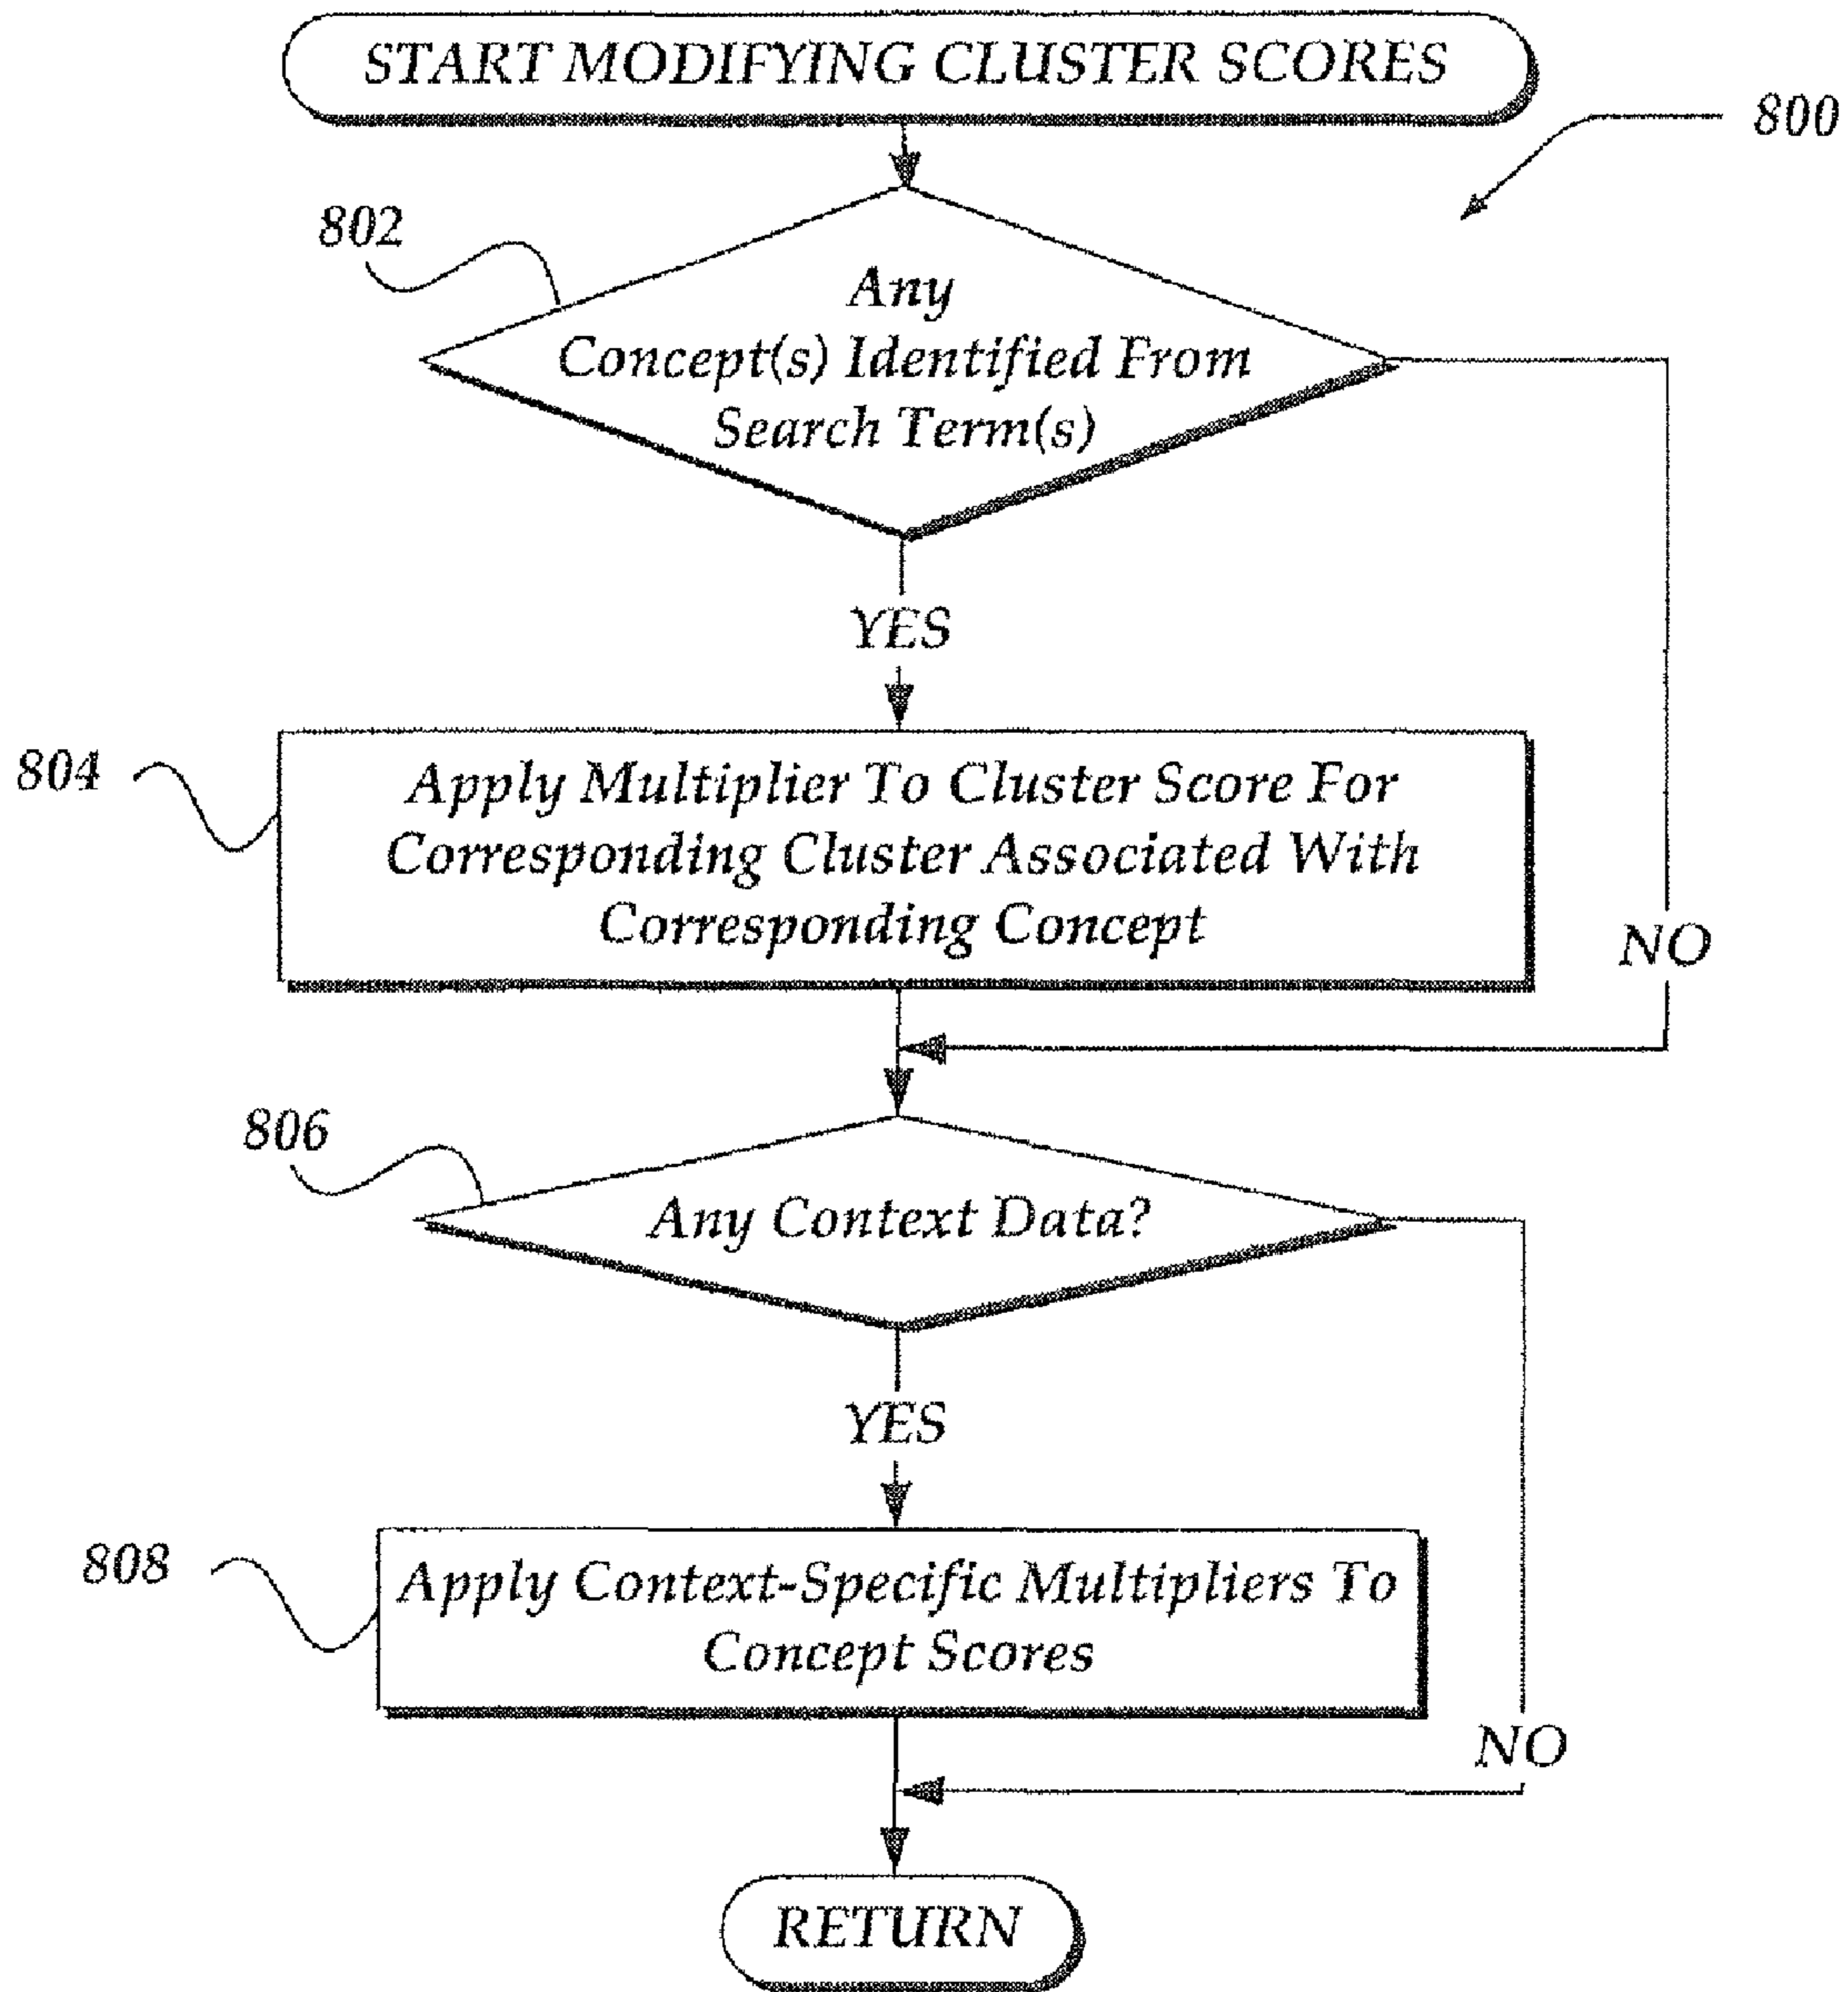 START MODIFYING CLUSTER SCORES
800
802
Any
Concept(s) Identified From
Search Term(s)
YES
804
Apply Multiplier To Cluster Score For
Corresponding Cluster Associated With
Corresponding Concept
NO
806
Any Context Data?
YES
808
Apply Context-Specific Multipliers To
Concept Scores
NO
RETURN